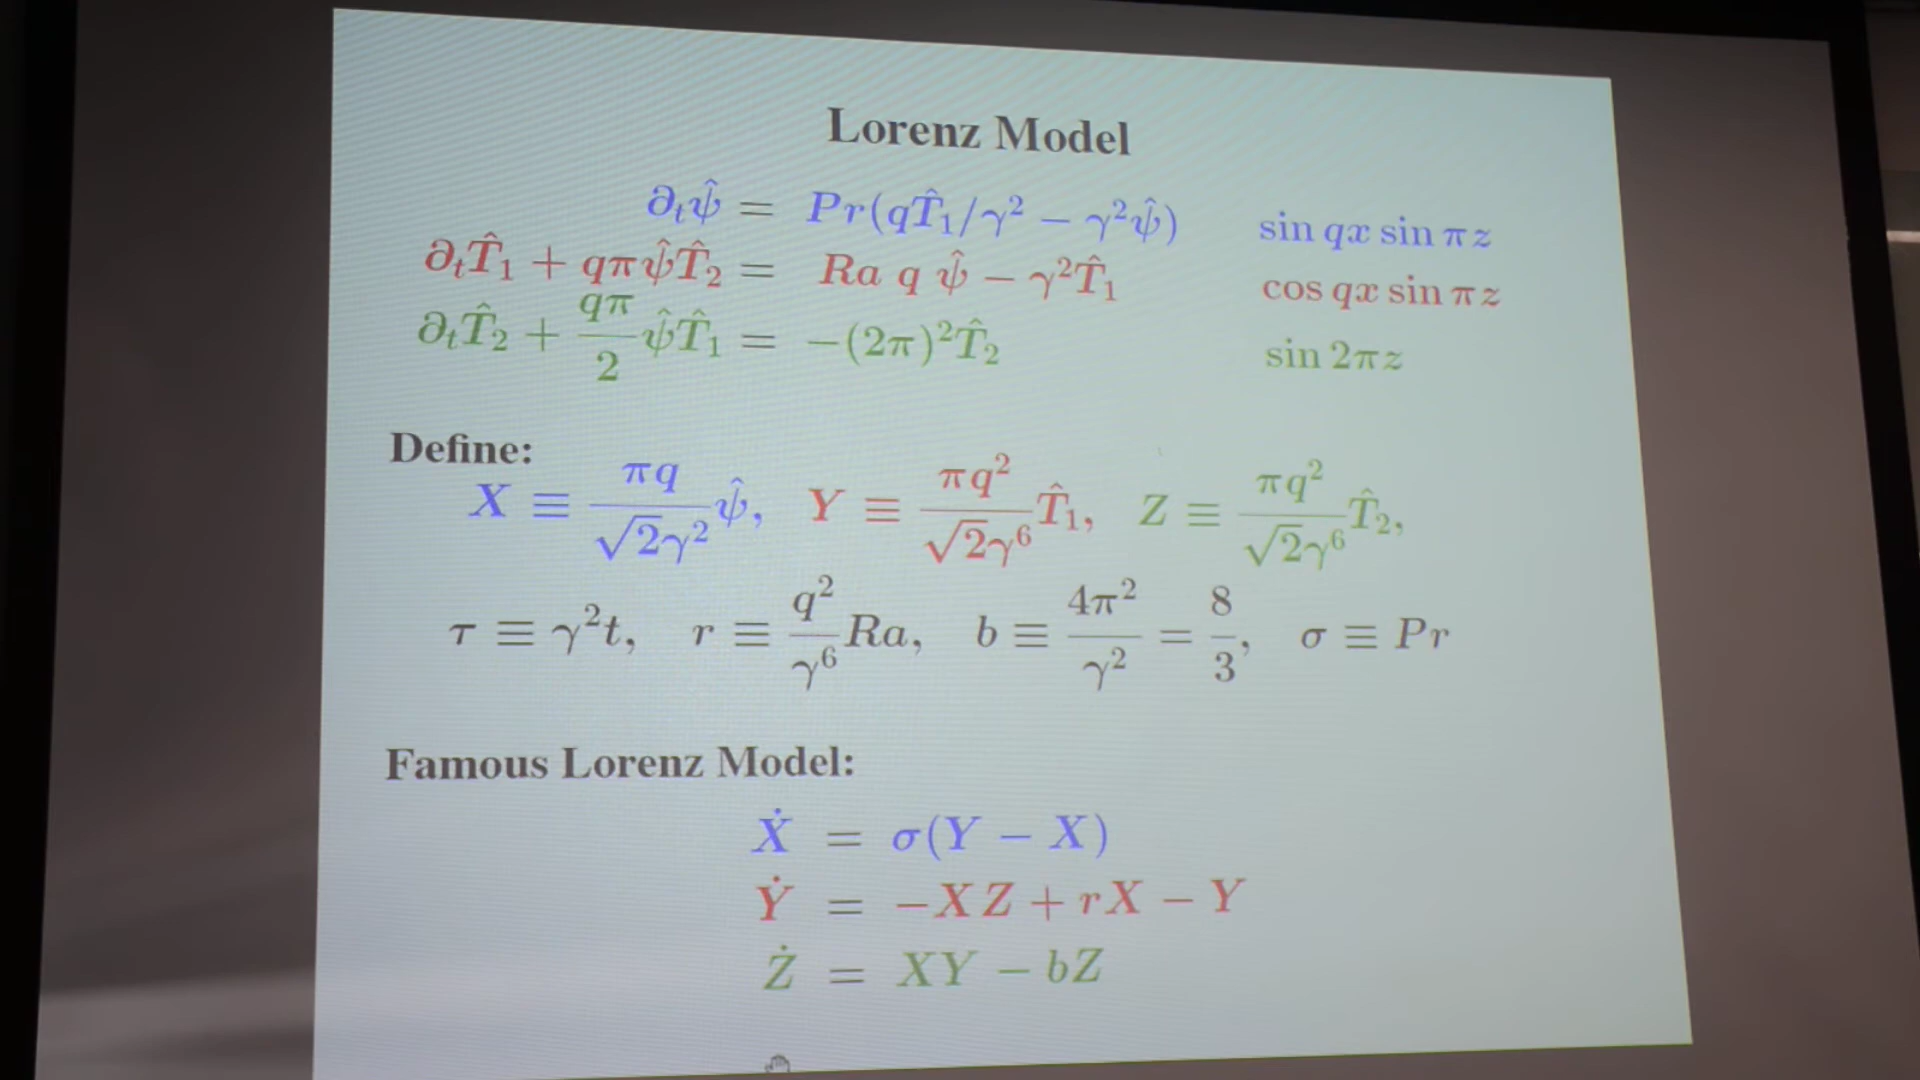 Lorenz Model
∂ₜψ̂ = Pr(qT̂₁/γ² − γ²ψ̂) sin qx sin πz
∂ₜT̂₁ + qπψ̂T̂₂ = Ra q ψ̂ − γ²T̂₁ cos qx sin πz
∂ₜT̂₂ + qπ/2 ψ̂T̂₁ = −(2π)²T̂₂ sin 2πz
Define:
X ≡ πq/√2γ² ψ̂, Y ≡ πq²/√2γ⁶ T̂₁, Z ≡ πq²/√2γ⁶ T̂₂,
τ ≡ γ²t, r ≡ q²/γ⁶ Ra, b ≡ 4π²/γ² = 8/3, σ ≡ Pr
Famous Lorenz Model:
Ẋ = σ(Y − X)
Ẏ = −XZ + rX − Y
Ż = XY − bZ